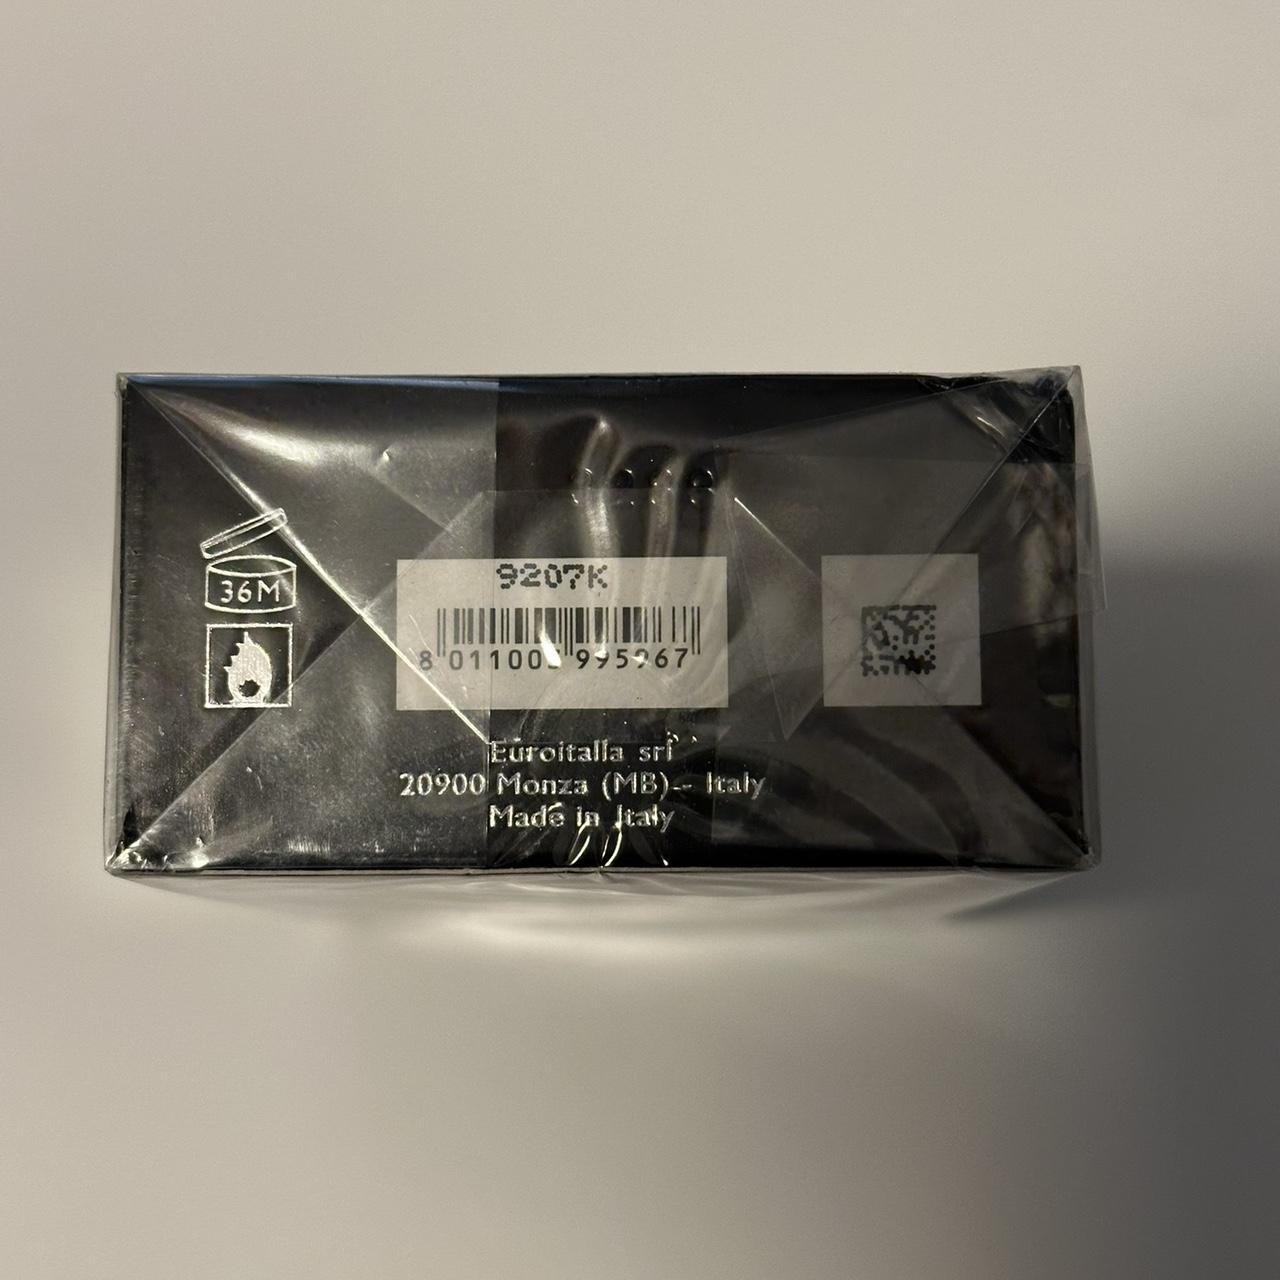 36M
9207K
8 011003 995967
Euroitalia srl
20900 Monza (MB) - Italy
Made in Italy